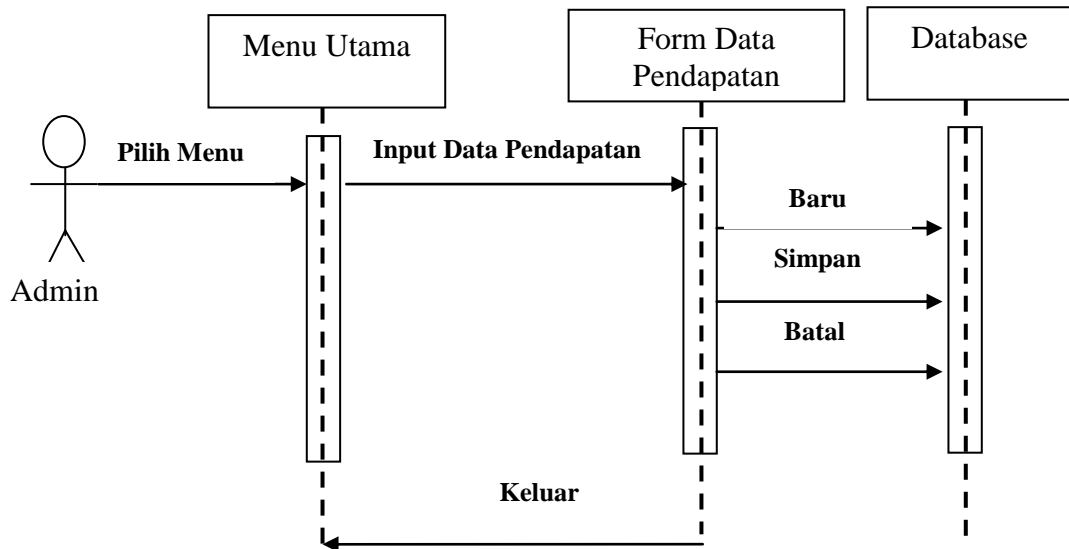 Menu Utama
Form Data
Pendapatan
Database
Pilih Menu
Input Data Pendapatan
Baru
Simpan
Admin
Batal
Keluar